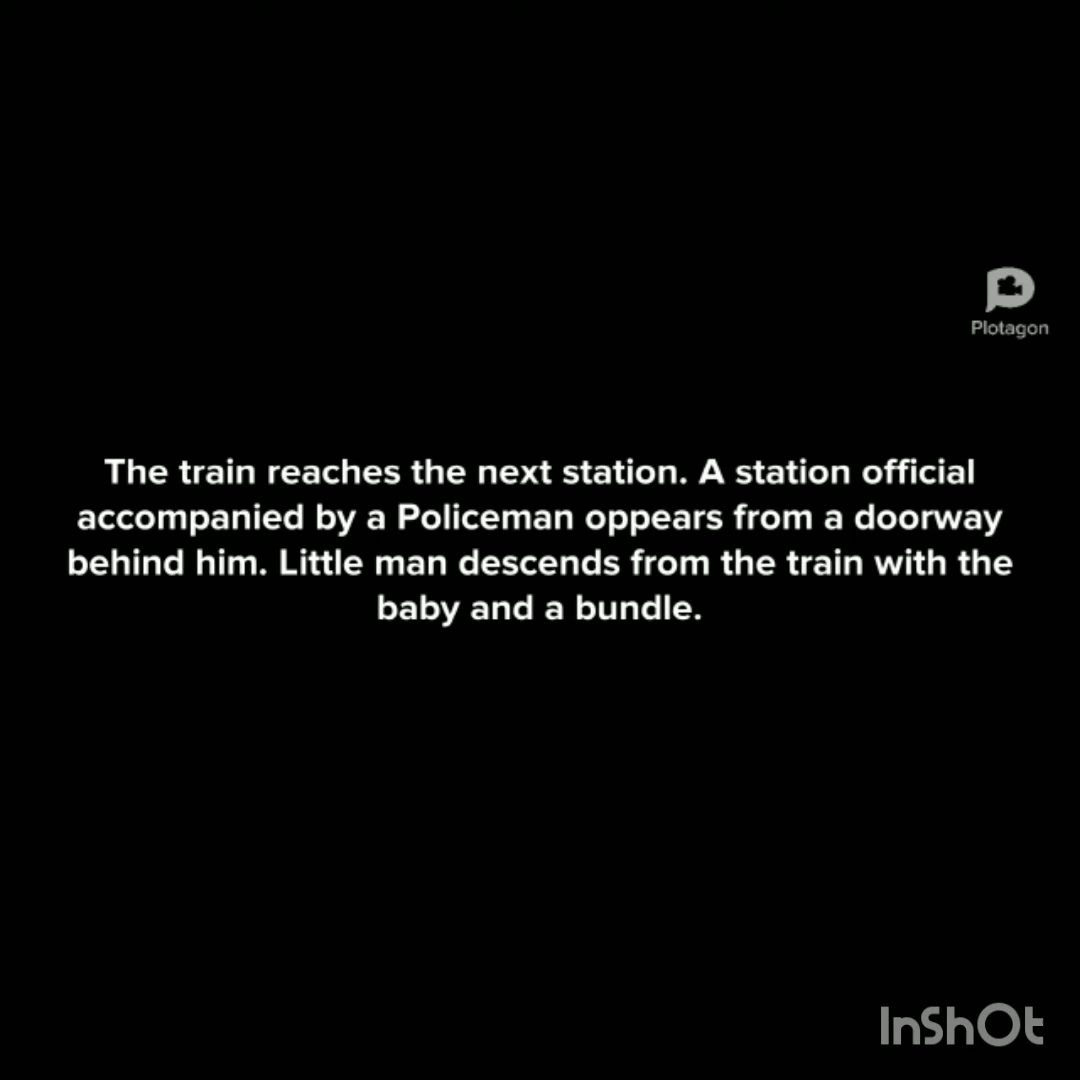 Plotagon
The train reaches the next station. A station official
accompanied by a Policeman oppears from a doorway
behind him. Little man descends from the train with the
baby and a bundle.
InShOt